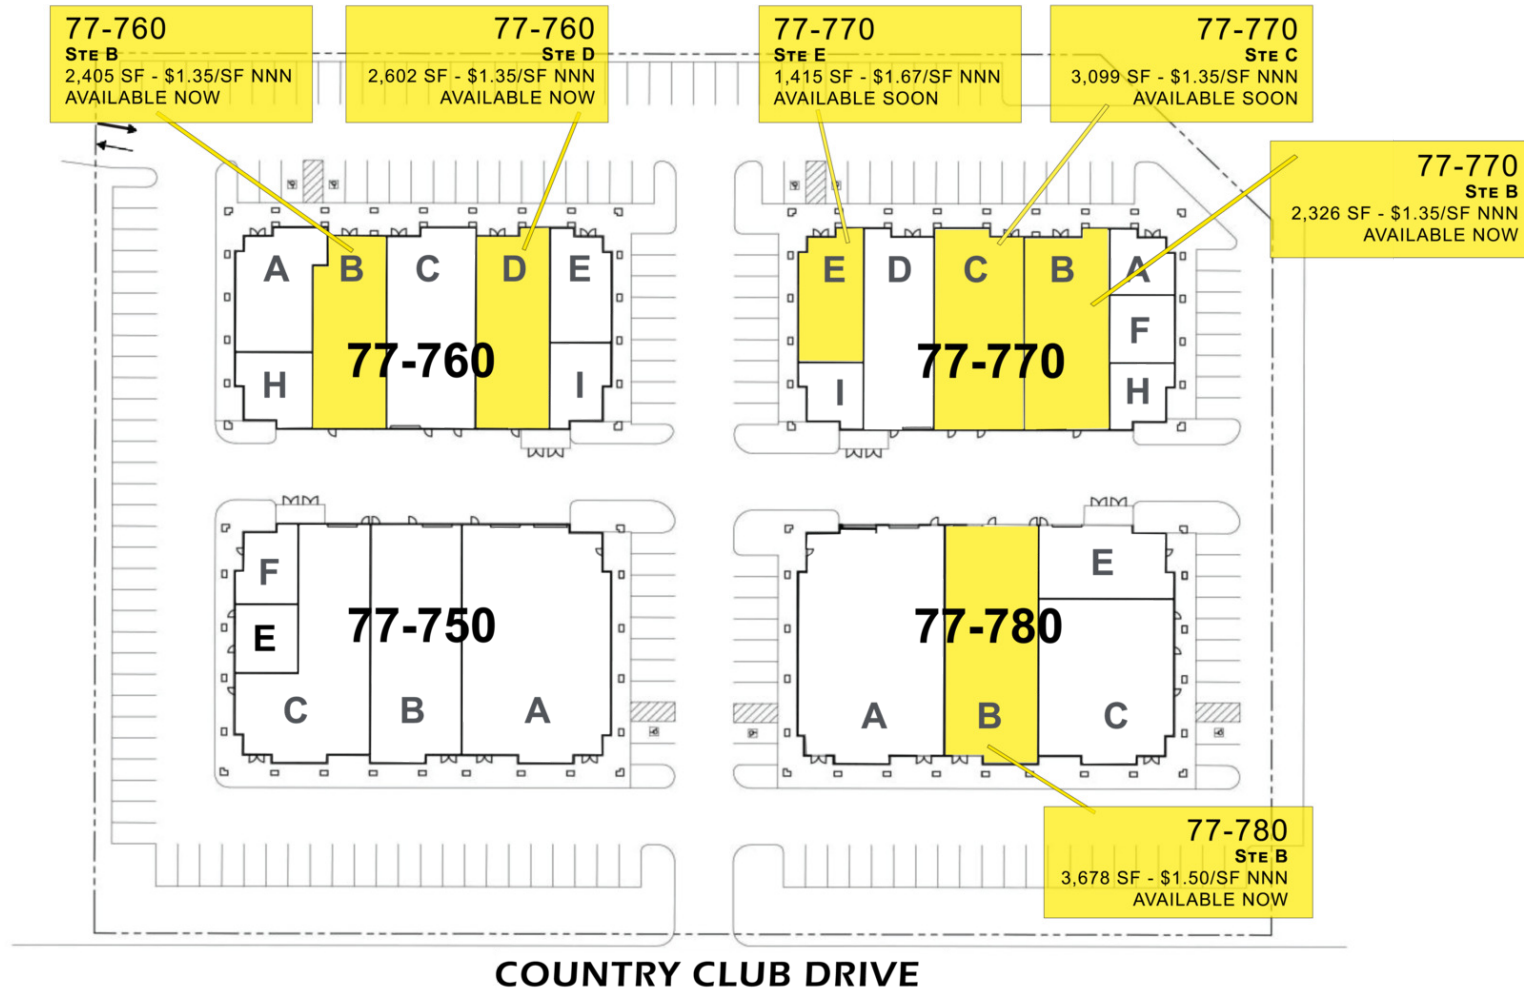 77-760
STE B
2,405 SF - $1.35/SF NNN
AVAILABLE NOW
77-760
STE D
2,602 SF - $1.35/SF NNN
AVAILABLE NOW
77-770
STE E
1,415 SF - $1.67/SF NNN
AVAILABLE SOON
77-770
STE C
3,099 SF - $1.35/SF NNN
AVAILABLE SOON
77-770
STE B
2,326 SF - $1.35/SF NNN
AVAILABLE NOW
A B C D E
77-760
H I
E D C B A
F
77-770
I H
F
E
77-750
C B A
E
77-780
A B C
77-780
STE B
3,678 SF - $1.50/SF NNN
AVAILABLE NOW
COUNTRY CLUB DRIVE